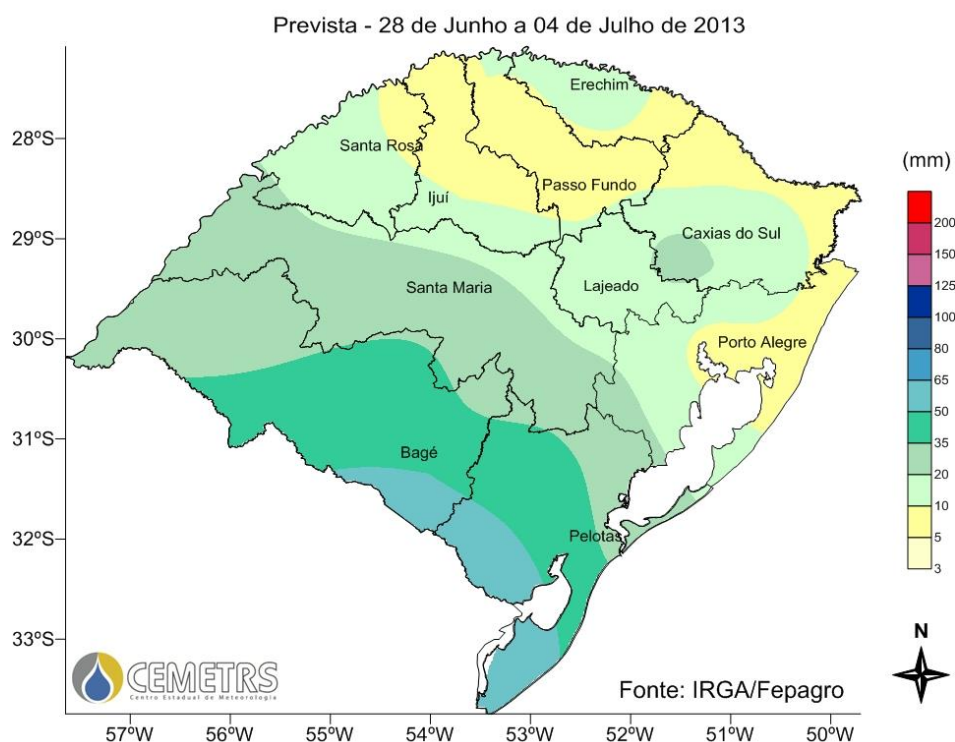 Prevista - 28 de Junho a 04 de Julho de 2013
28ºS
29ºS
30ºS
31ºS
32ºS
33ºS
Erechim
Santa Rosa
Ijuí
Passo Fundo
Caxias do Sul
Santa Maria
Lajeado
Porto Alegre
Bagé
Pelotas
(mm)
200
150
125
100
80
65
50
35
20
10
5
3
N
CEMETRS
Centro Estadual de Meteorologia
Fonte: IRGA/Fepagro
57ºW 56ºW 55ºW 54ºW 53ºW 52ºW 51ºW 50ºW